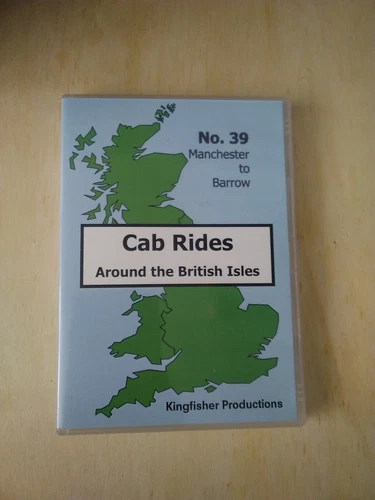 No. 39
Manchester
to
Barrow
Cab Rides
Around the British Isles
Kingfisher Productions